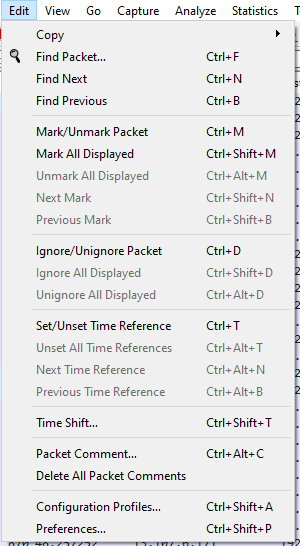 Edit View Go Capture Analyze Statistics T
Copy
Find Packet... Ctrl+F
Find Next Ctrl+N
Find Previous Ctrl+B
Mark/Unmark Packet Ctrl+M
Mark All Displayed Ctrl+Shift+M
Unmark All Displayed Ctrl+Alt+M
Next Mark Ctrl+Shift+N
Previous Mark Ctrl+Shift+B
Ignore/Unignore Packet Ctrl+D
Ignore All Displayed Ctrl+Shift+D
Unignore All Displayed Ctrl+Alt+D
Set/Unset Time Reference Ctrl+T
Unset All Time References Ctrl+Alt+T
Next Time Reference Ctrl+Alt+N
Previous Time Reference Ctrl+Alt+B
Time Shift... Ctrl+Shift+T
Packet Comment... Ctrl+Alt+C
Delete All Packet Comments
Configuration Profiles... Ctrl+Shift+A
Preferences... Ctrl+Shift+P